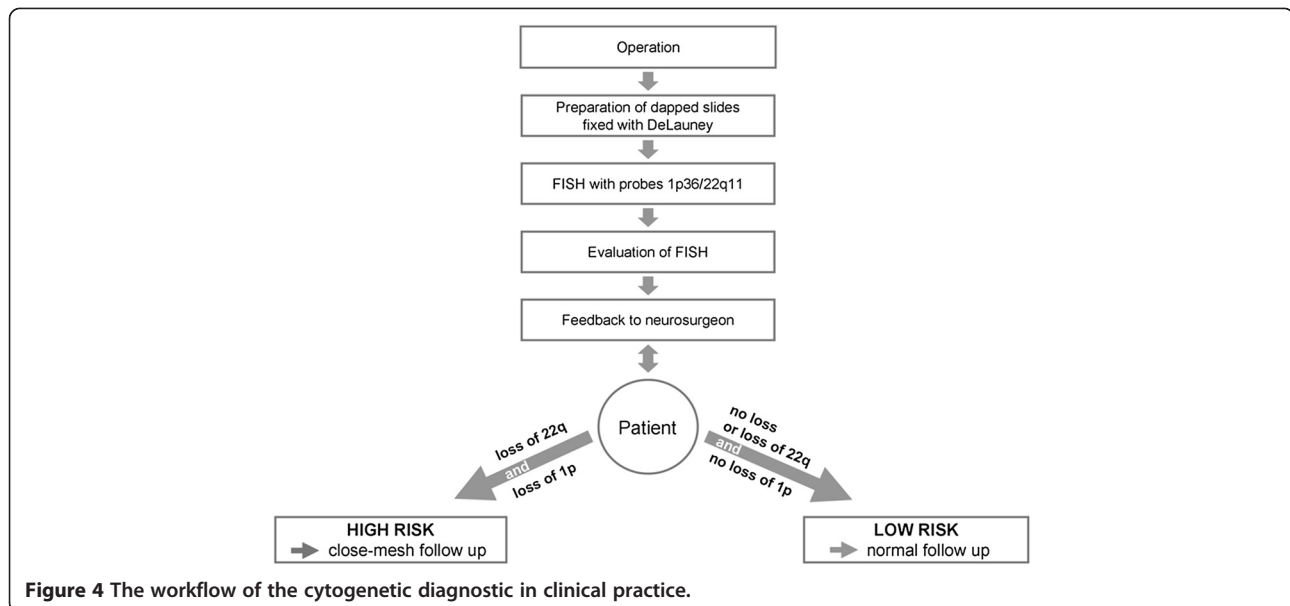 Operation
Preparation of dapped slides
fixed with DeLauney
FISH with probes 1p36/22q11
Evaluation of FISH
Feedback to neurosurgeon
Patient
loss of 22q
and
loss of 1p
no loss
or loss of 22q
and
no loss of 1p
HIGH RISK
close-mesh follow up
LOW RISK
normal follow up
Figure 4 The workflow of the cytogenetic diagnostic in clinical practice.